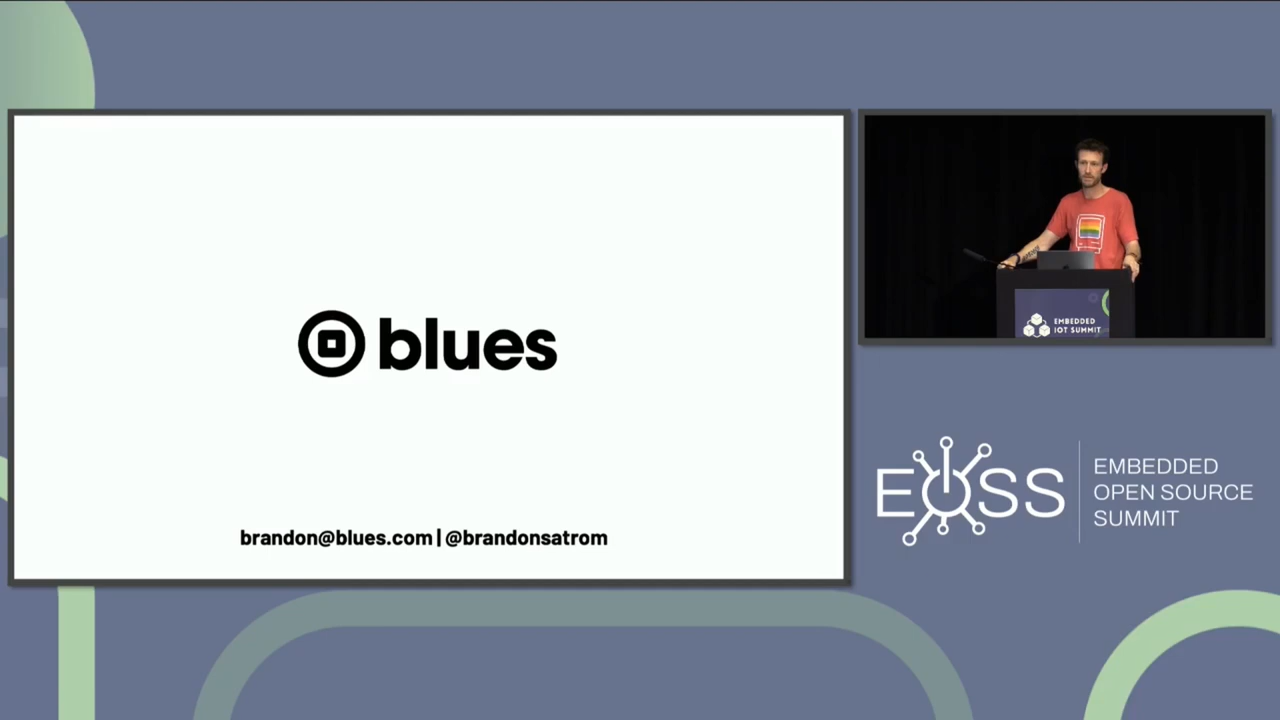 blues
brandon@blues.com | @brandonsatrom
EMBEDDED
IOT SUMMIT
EOSS
EMBEDDED
OPEN SOURCE
SUMMIT